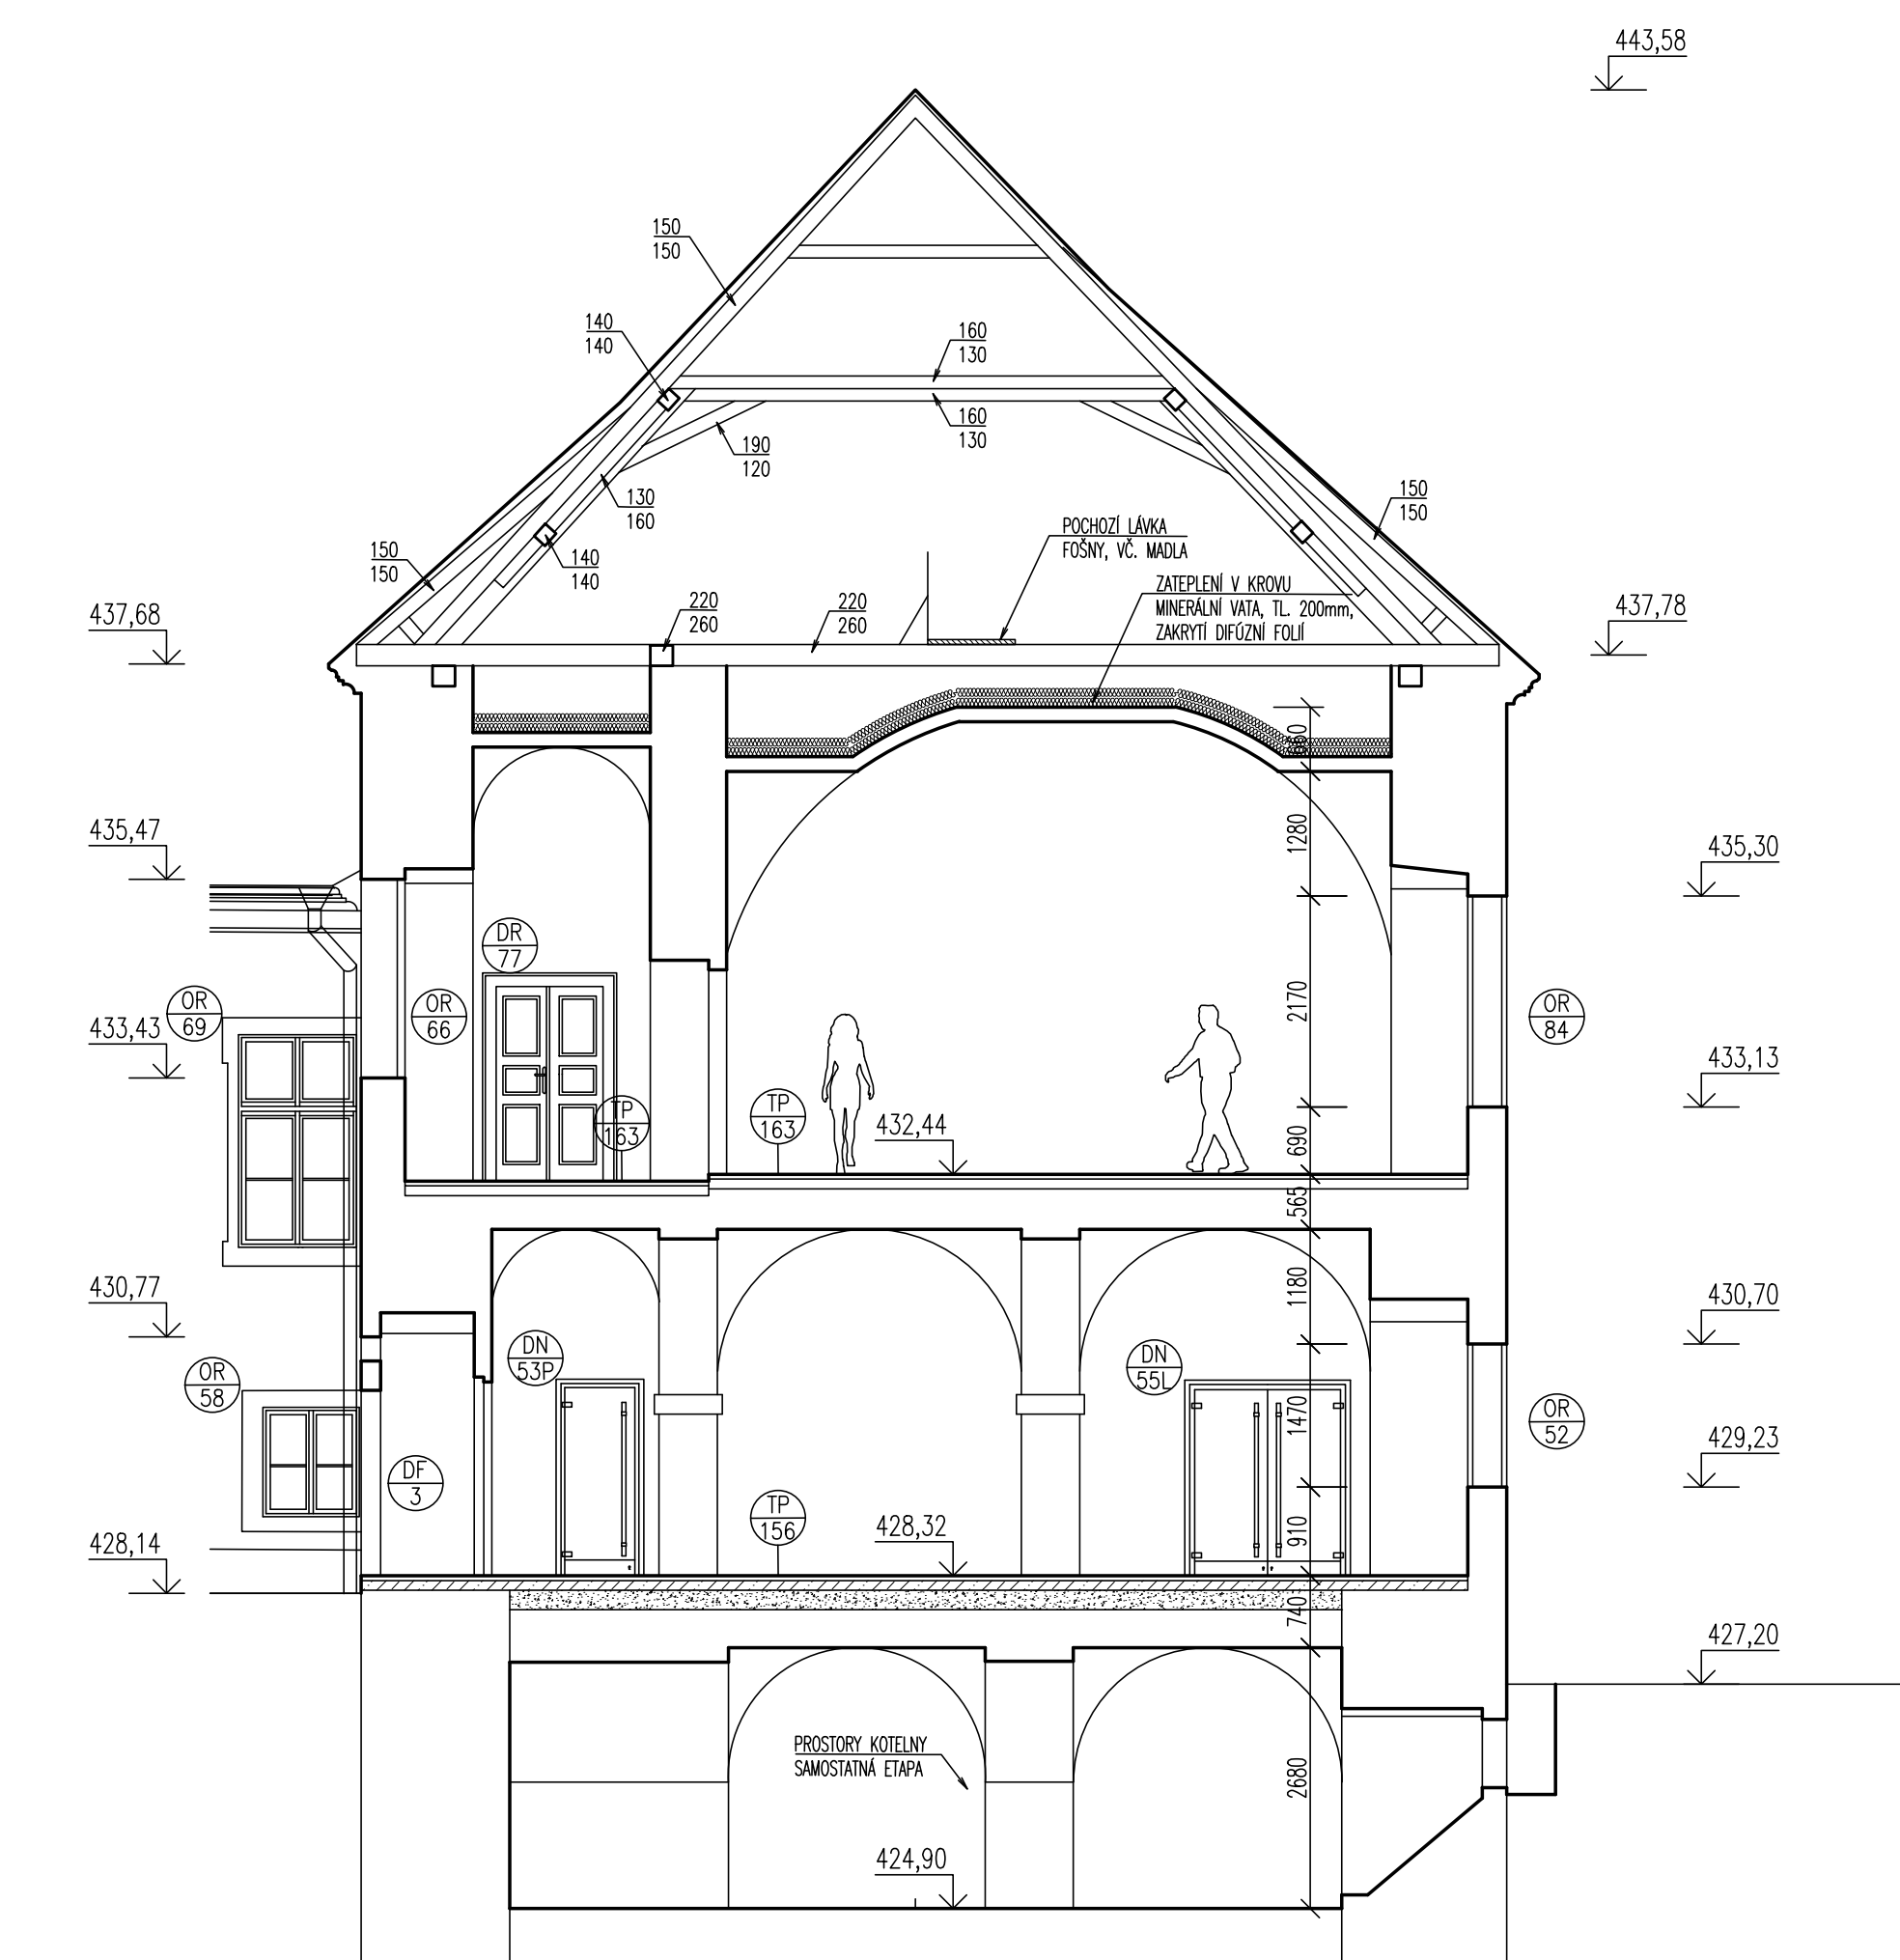 443,58
150
150
140
140
160
130
160
130
190
120
130
160
150
150
140
140
150
150
POCHOZÍ LÁVKA
FOŠNY, VČ. MADLA
ZATEPLENÍ V KROVU
MINERÁLNÍ VATA, TL. 200mm,
ZAKRYTÍ DIFÚZNÍ FOLIÍ
437,68
220
260
220
260
437,78
660
435,47
1280
435,30
DR
77
OR
69
OR
66
433,43
2170
OR
84
433,13
TP
163
TP
163
432,44
690
565
430,77
1180
430,70
DN
53P
DN
55L
OR
58
1470
OR
52
429,23
DF
3
TP
156
428,32
910
428,14
740
427,20
PROSTORY KOTELNY
SAMOSTATNÁ ETAPA
2680
424,90